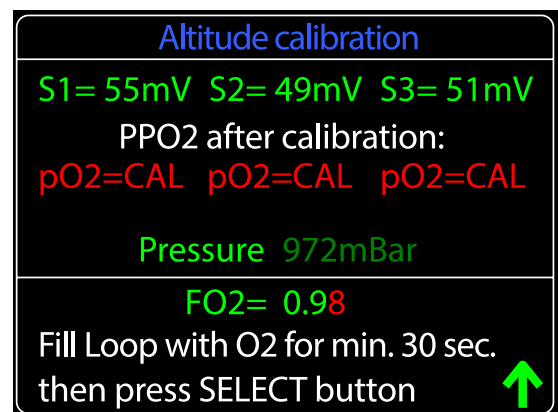 Altitude calibration
S1= 55mV S2= 49mV S3= 51mV
PPO2 after calibration:
pO2=CAL pO2=CAL pO2=CAL
Pressure 972mBar
FO2= 0.98
Fill Loop with O2 for min. 30 sec.
then press SELECT button